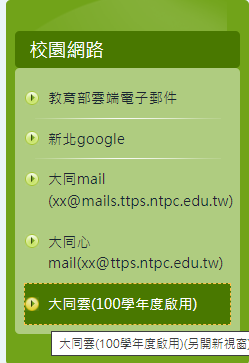 校園網路
教育部雲端電子郵件
新北google
大同mail
(xx@mails.ttps.ntpc.edu.tw)
大同心
mail(xx@ttps.ntpc.edu.tw)
大同雲(100學年度啟用)
大同雲(100學年度啟用)(另開新視窗